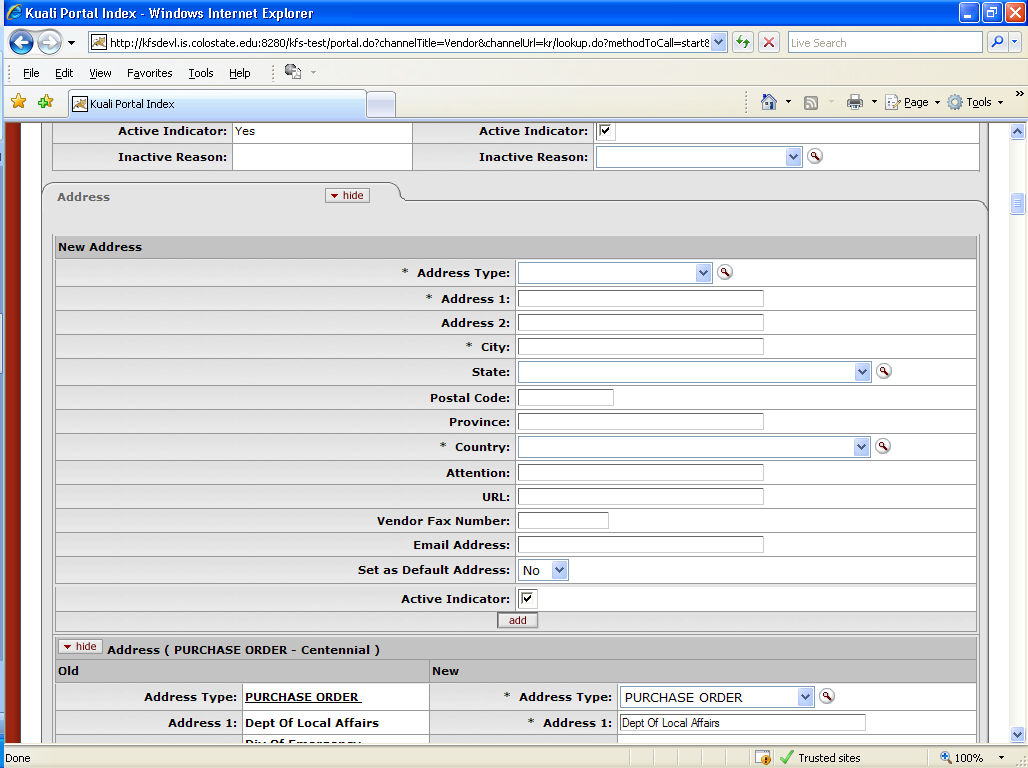 Kuali Portal Index - Windows Internet Explorer
http://kfsdevl.is.colostate.edu:8280/kfs-test/portal.do?channelTitle=Vendor&channelUrl=kr/lookup.do?methodToCall=start& Live Search
File Edit View Favorites Tools Help
Kuali Portal Index Page Tools »
Active Indicator: Yes Active Indicator:
Inactive Reason: Inactive Reason:
Address hide
New Address
* Address Type:
* Address 1:
Address 2:
* City:
State:
Postal Code:
Province:
* Country:
Attention:
URL:
Vendor Fax Number:
Email Address:
Set as Default Address: No
Active Indicator:
add
hide Address ( PURCHASE ORDER - Centennial )
Old New
Address Type: PURCHASE ORDER * Address Type: PURCHASE ORDER
Address 1: Dept Of Local Affairs * Address 1: Dept Of Local Affairs
Div Of Emergency
Done Trusted sites 100%